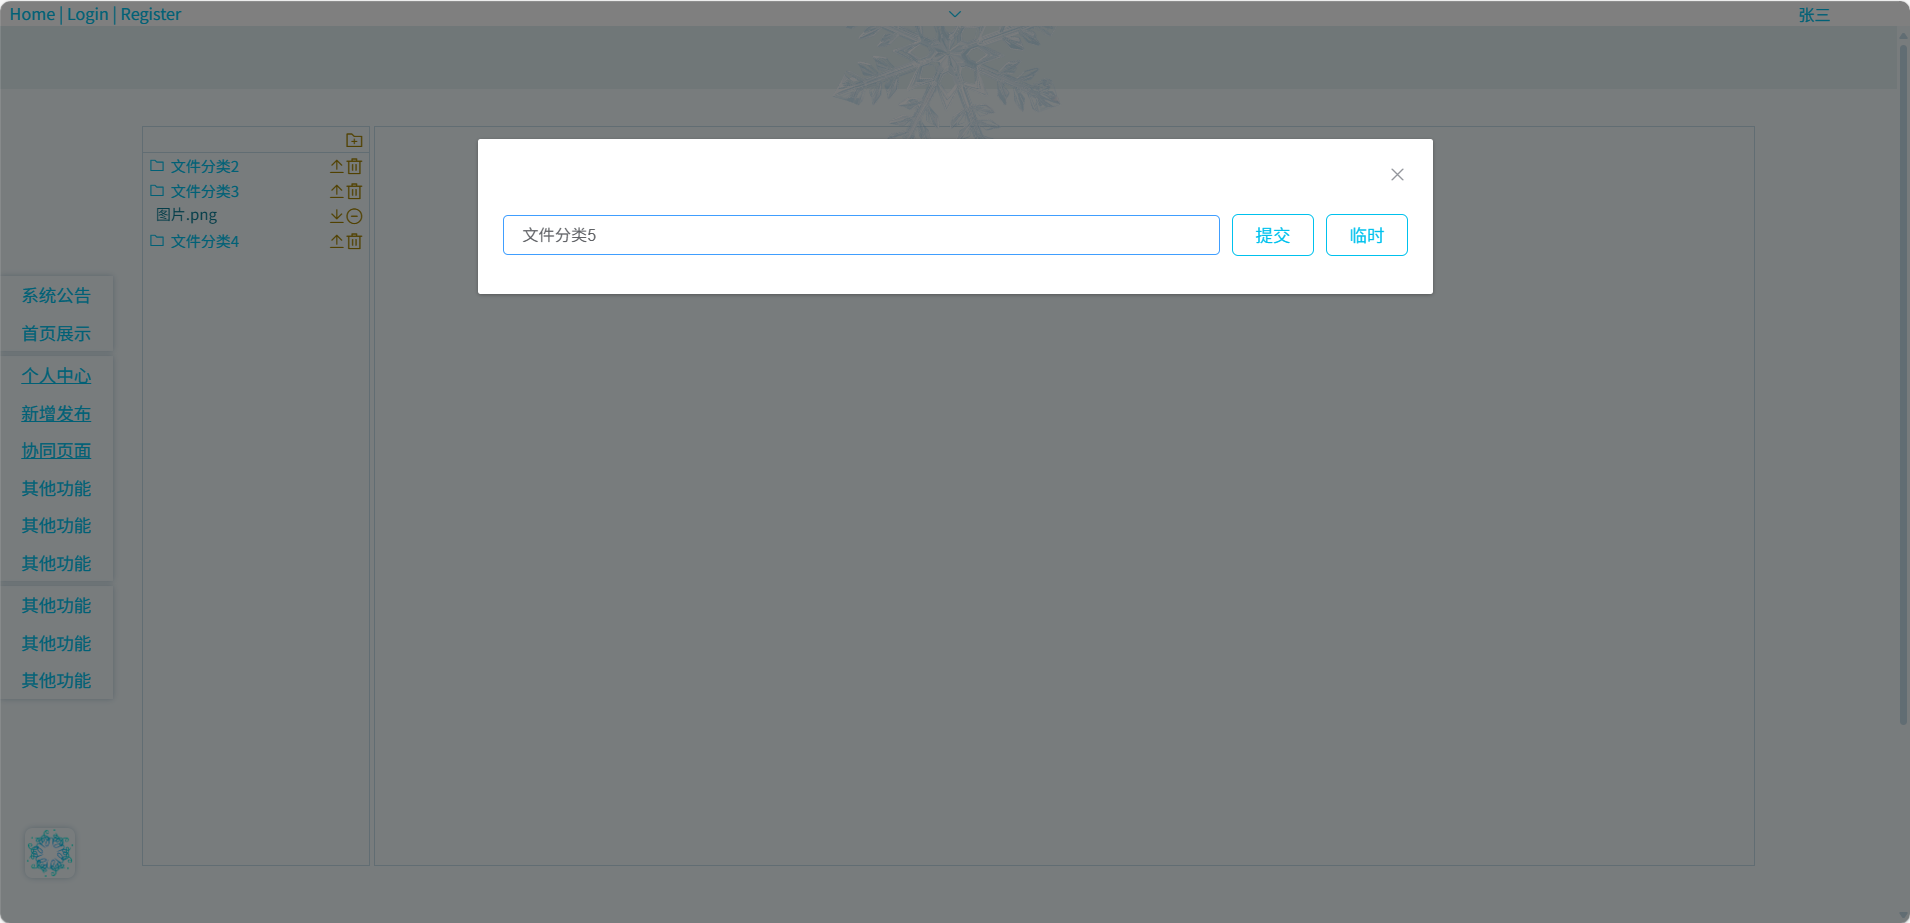 Home | Login | Register
张三
文件分类2
文件分类3
图片.png
文件分类4
文件分类5
提交
临时
系统公告
首页展示
个人中心
新增发布
协同页面
其他功能
其他功能
其他功能
其他功能
其他功能
其他功能